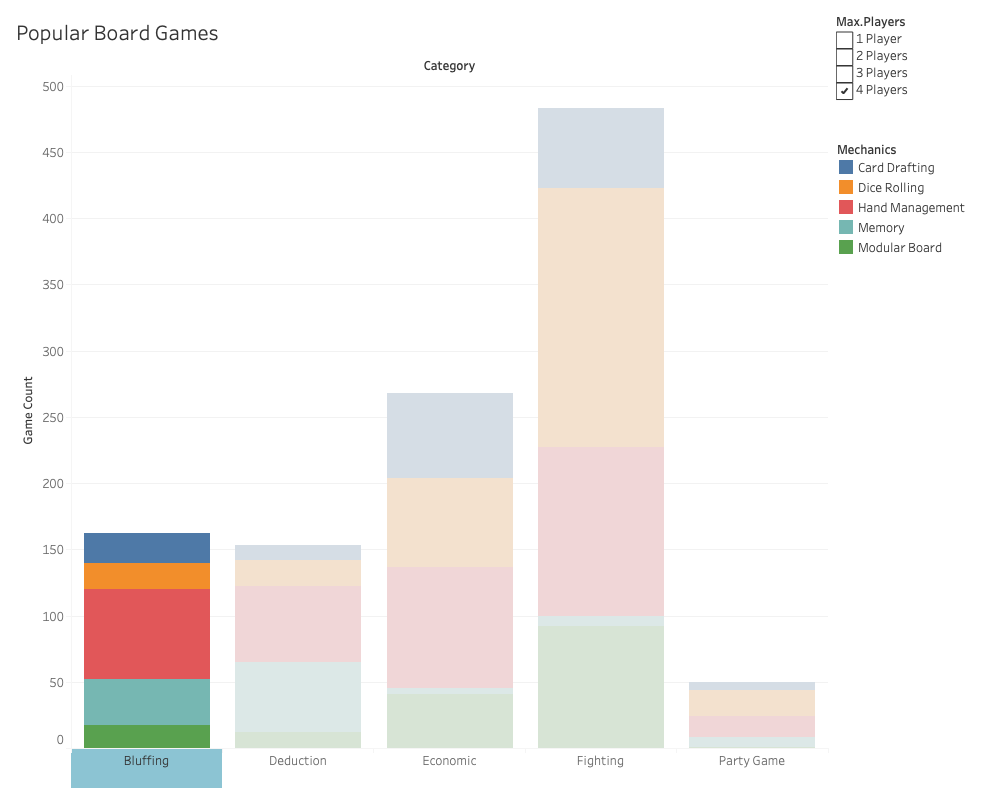 Popular Board Games
Category
Game Count
500
450
400
350
300
250
200
150
100
50
0
Bluffing
Deduction
Economic
Fighting
Party Game
Max.Players
1 Player
2 Players
3 Players
4 Players
Mechanics
Card Drafting
Dice Rolling
Hand Management
Memory
Modular Board